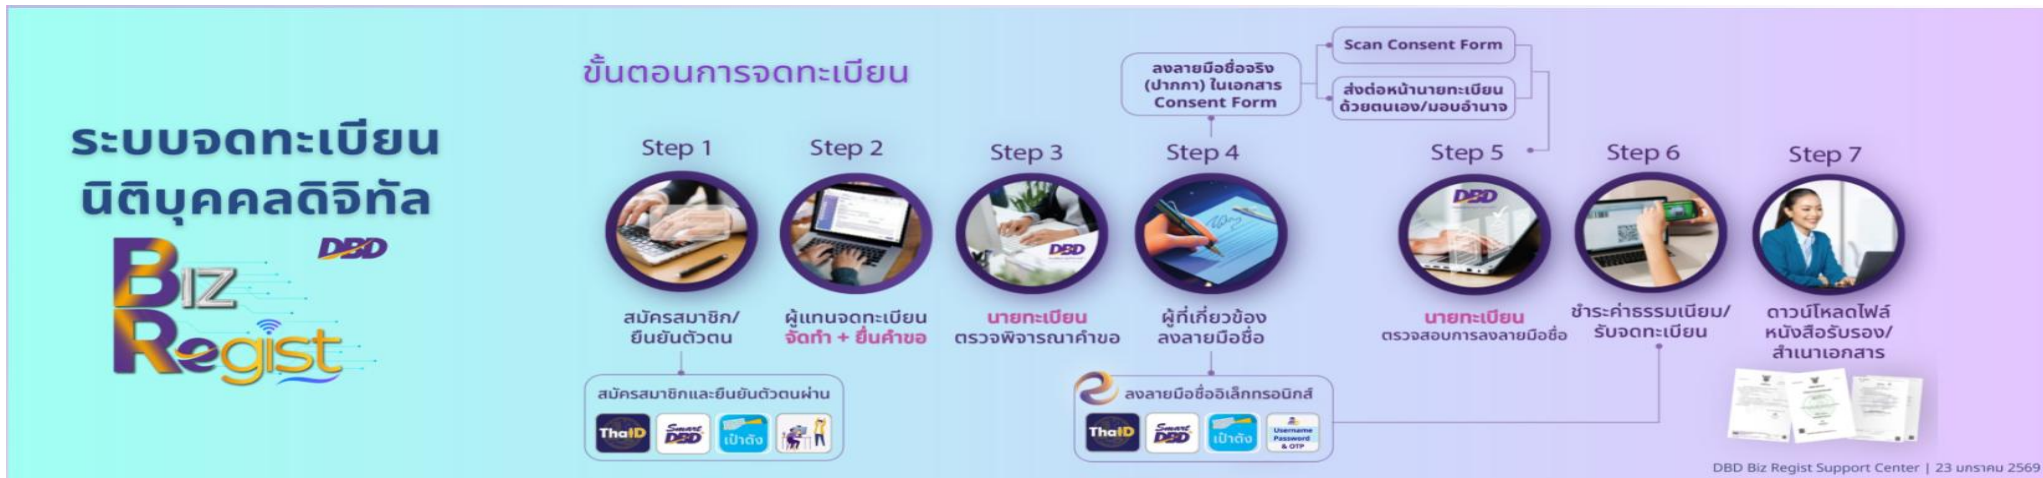 ระบบจดทะเบียน
นิติบุคคลดิจิทัล
DBD
BIZ
Regist
ขั้นตอนการจดทะเบียน
Step 1
สมัครสมาชิก/
ยืนยันตัวตน
สมัครสมาชิกและยืนยันตัวตนผ่าน
ThaID
Smart
DBD
เป๋าตัง
Step 2
ผู้แทนจดทะเบียน
จัดทำ + ยื่นคำขอ
Step 3
DBD
นายทะเบียน
ตรวจพิจารณาคำขอ
ลงลายมือชื่อจริง
(ปากกา) ในเอกสาร
Consent Form
Scan Consent Form
ส่งต่อหน้านายทะเบียน
ด้วยตนเอง/มอบอำนาจ
Step 4
ผู้ที่เกี่ยวข้อง
ลงลายมือชื่อ
ลงลายมือชื่ออิเล็กทรอนิกส์
ThaID
Smart
DBD
เป๋าตัง
Username
Password
& OTP
Step 5
DBD
นายทะเบียน
ตรวจสอบการลงลายมือชื่อ
Step 6
ชำระค่าธรรมเนียม/
รับจดทะเบียน
Step 7
ดาวน์โหลดไฟล์
หนังสือรับรอง/
สำเนาเอกสาร
DBD Biz Regist Support Center | 23 มกราคม 2569